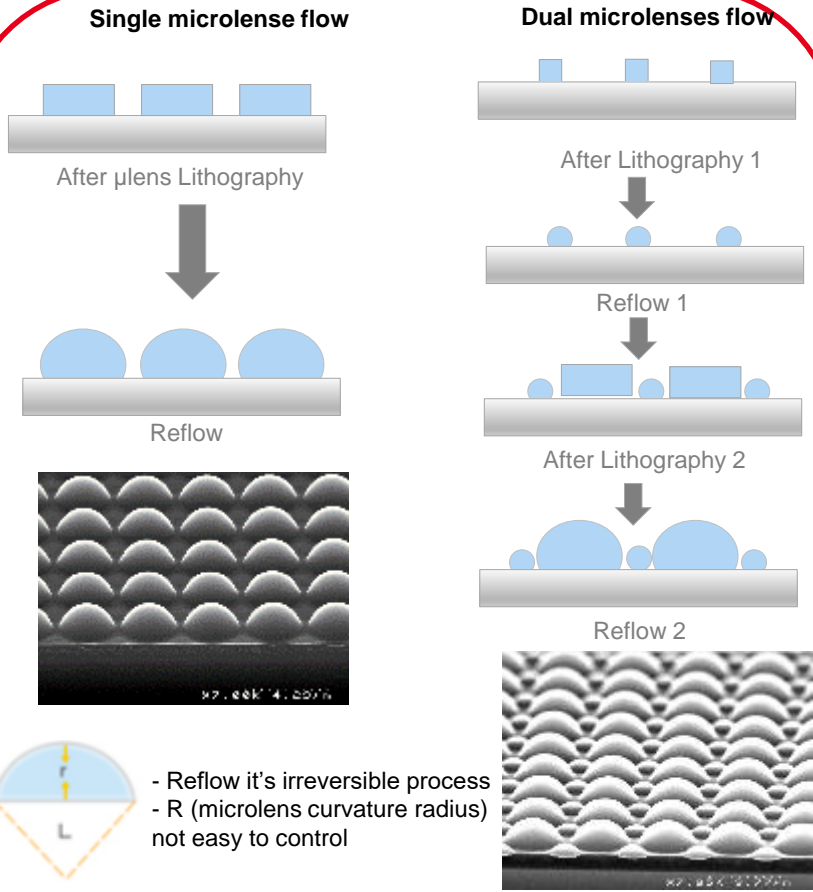 Single microlense flow
After µlens Lithography
Reflow
r
L
- Reflow it's irreversible process
- R (microlens curvature radius)
not easy to control
Dual microlenses flow
After Lithography 1
Reflow 1
After Lithography 2
Reflow 2